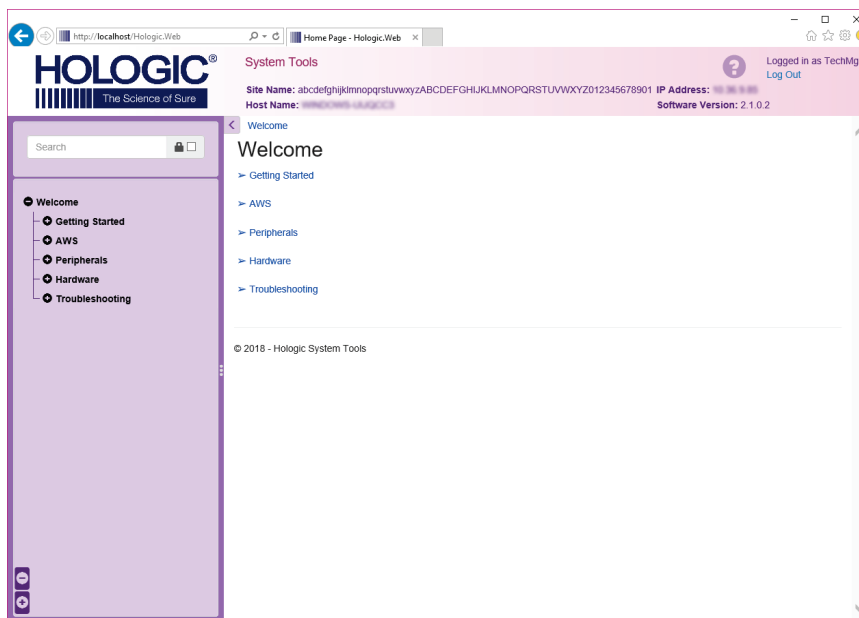 http://localhost/Hologic.Web
Home Page - Hologic.Web
HOLOGIC®
The Science of Sure
System Tools
Logged in as TechMg
Log Out
Site Name: abcdefghijklmnopqrstuvwxyzABCDEFGHIJKLMNOPQRSTUVWXYZ012345678901 IP Address:
Host Name:
Software Version: 2.1.0.2
Search
Welcome
Getting Started
AWS
Peripherals
Hardware
Troubleshooting
Welcome
Welcome
➢ Getting Started
➢ AWS
➢ Peripherals
➢ Hardware
➢ Troubleshooting
© 2018 - Hologic System Tools